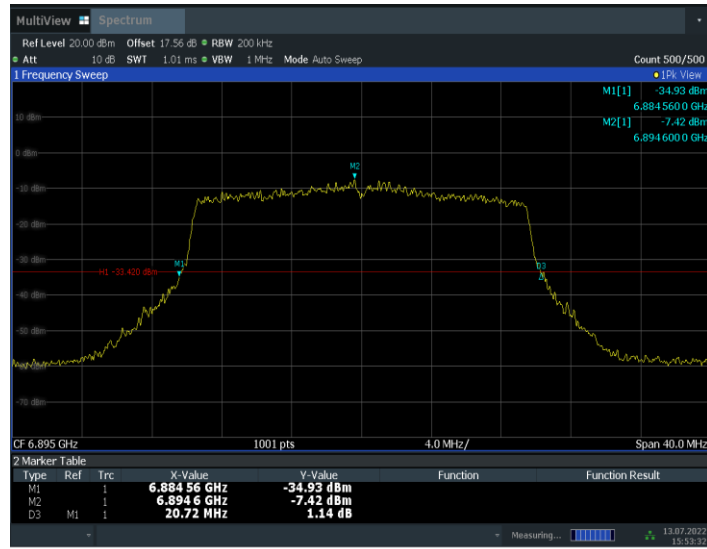 MultiView Spectrum
Ref Level 20.00 dBm Offset 17.56 dB RBW 200 kHz
Att 10 dB SWT 1.01 ms VBW 1 MHz Mode Auto Sweep Count 500/500
1 Frequency Sweep 1Pk View
M1[1] -34.93 dBm
6.884560 0 GHz
10 dBm
M2[1] -7.42 dBm
6.894600 0 GHz
0 dBm
M2
-10 dBm
-20 dBm
-30 dBm
M1
D3
H1 -33.420 dBm
-40 dBm
-50 dBm
-70 dBm
CF 6.895 GHz 1001 pts 4.0 MHz/ Span 40.0 MHz
2 Marker Table
Type Ref Trc X-Value Y-Value Function Function Result
M1 1 6.884 56 GHz -34.93 dBm
M2 1 6.894 6 GHz -7.42 dBm
D3 M1 1 20.72 MHz 1.14 dB
Measuring... 13.07.2022
15:53:32